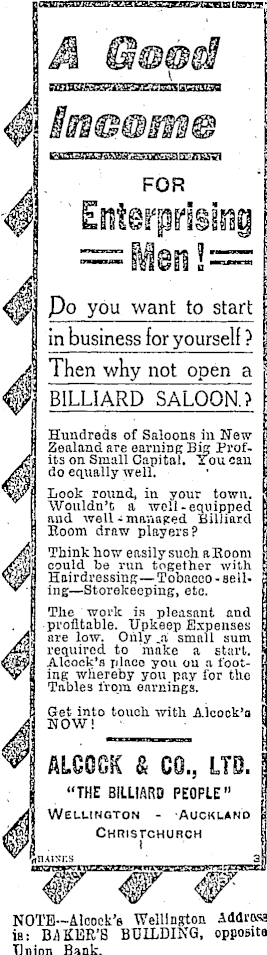 A Good
Income
FOR
Enterprising
Men!
Do you want to start
in business for yourself?
Then why not open a
BILLIARD SALOON?
Hundreds of Saloons in New
Zealand are earning Big Prof-
its on Small Capital. You can
do equally well.
Look round, in your town.
Wouldn't a well-equipped
and well-managed Billiard
Room draw players?
Think how easily such a Room
could be run together with
Hairdressing—Tobacco-sell-
ing—Storekeeping, etc.
The work is pleasant and
profitable. Upkeep Expenses
are low. Only a small sum
required to make a start.
Alcock's place you on a foot-
ing whereby you pay for the
Tables from earnings.
Get into touch with Alcock's
NOW!
ALCOCK & CO., LTD.
"THE BILLIARD PEOPLE"
WELLINGTON - AUCKLAND
CHRISTCHURCH
HAINES 3
NOTE--Alcock's Wellington Address
is: BAKER'S BUILDING, opposite
Union Bank.